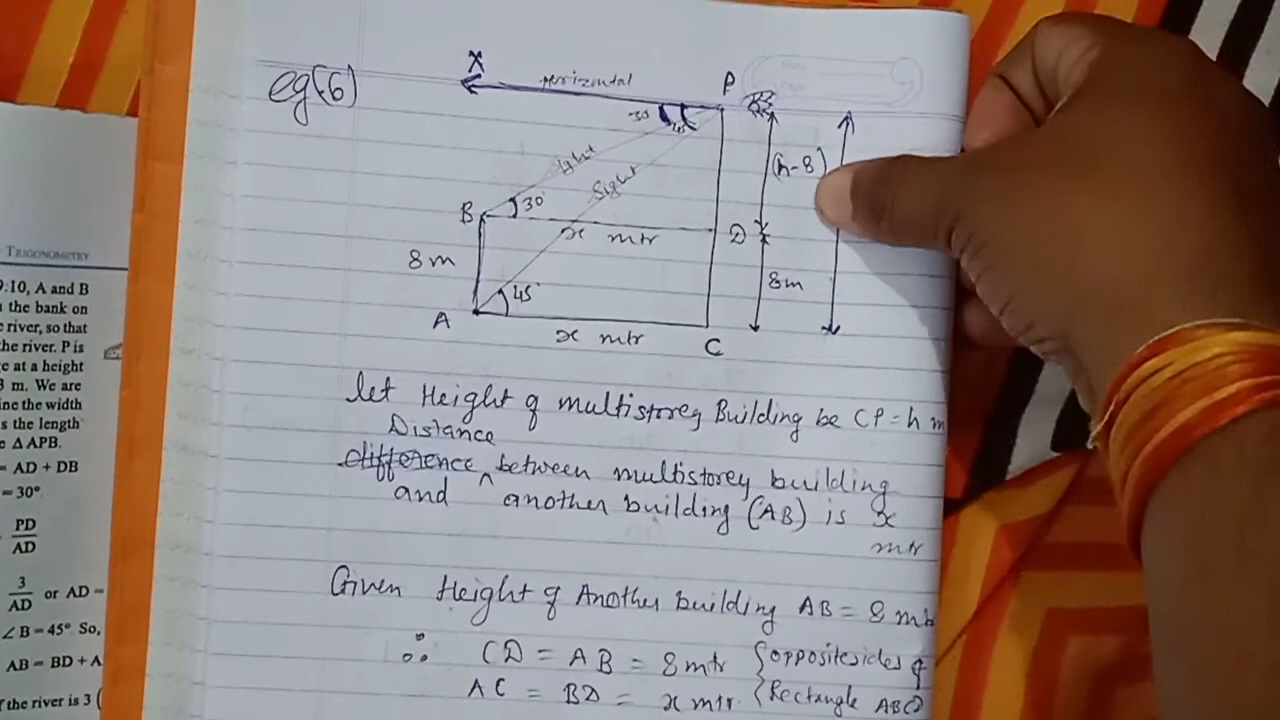 eg(6)
X
horizontal
P
30
45
sight
sight
(h-8)
B
30°
x mtr
D
8m
8m
45°
A
x mtr
C
let Height of multistorey Building be CP = h m
Distance
difference ^ between multistorey building
and another building (AB) is x
mtr
Given Height of Another building AB = 8 mtr
∴ CD = AB = 8 mtr {opposite sides of
AC = BD = x mtr. {Rectangle ABCD
TRIGONOMETRY
9.10, A and B
the bank on
river, so that
the river. P is
at a height
3 m. We are
the width
s the length
Δ APB.
= AD + DB
= 30°.
PD
AD
3
AD or AD =
∠ B = 45°. So,
AB = BD + A
f the river is 3 (